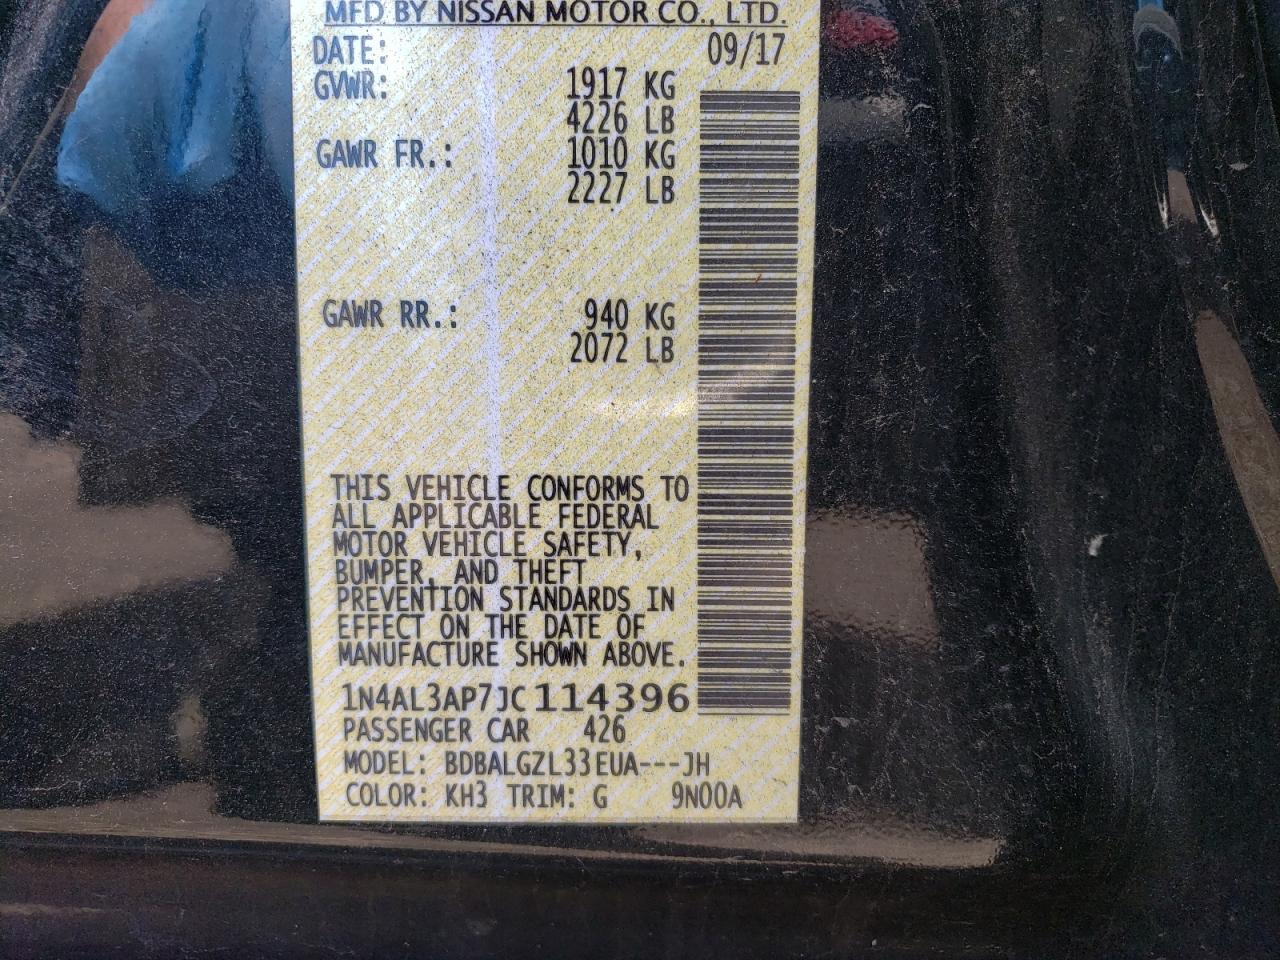 MFD BY NISSAN MOTOR CO., LTD.
DATE: 09/17
GVWR: 1917 KG
4226 LB
GAWR FR.: 1010 KG
2227 LB
GAWR RR.: 940 KG
2072 LB
THIS VEHICLE CONFORMS TO
ALL APPLICABLE FEDERAL
MOTOR VEHICLE SAFETY,
BUMPER, AND THEFT
PREVENTION STANDARDS IN
EFFECT ON THE DATE OF
MANUFACTURE SHOWN ABOVE.
1N4AL3AP7JC114396
PASSENGER CAR 426
MODEL: BDBALGZL33EUA---JH
COLOR: KH3 TRIM: G 9N00A